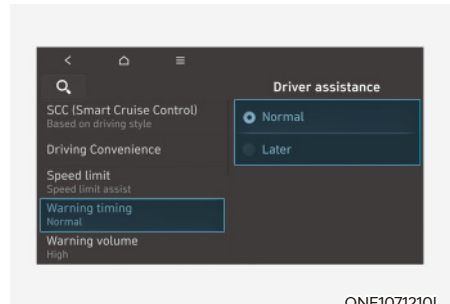 Driver assistance
SCC (Smart Cruise Control)
Based on driving style
Driving Convenience
Speed limit
Speed limit assist
Warning timing
Normal
Warning volume
High
Normal
Later